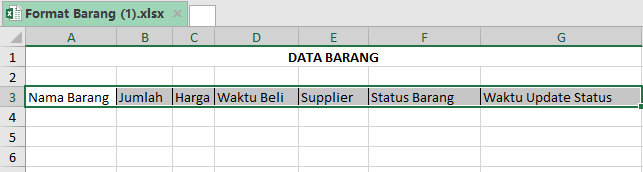 Format Barang (1).xlsx
A B C D E F G
1 DATA BARANG
2
3 Nama Barang Jumlah Harga Waktu Beli Supplier Status Barang Waktu Update Status
4
5
6